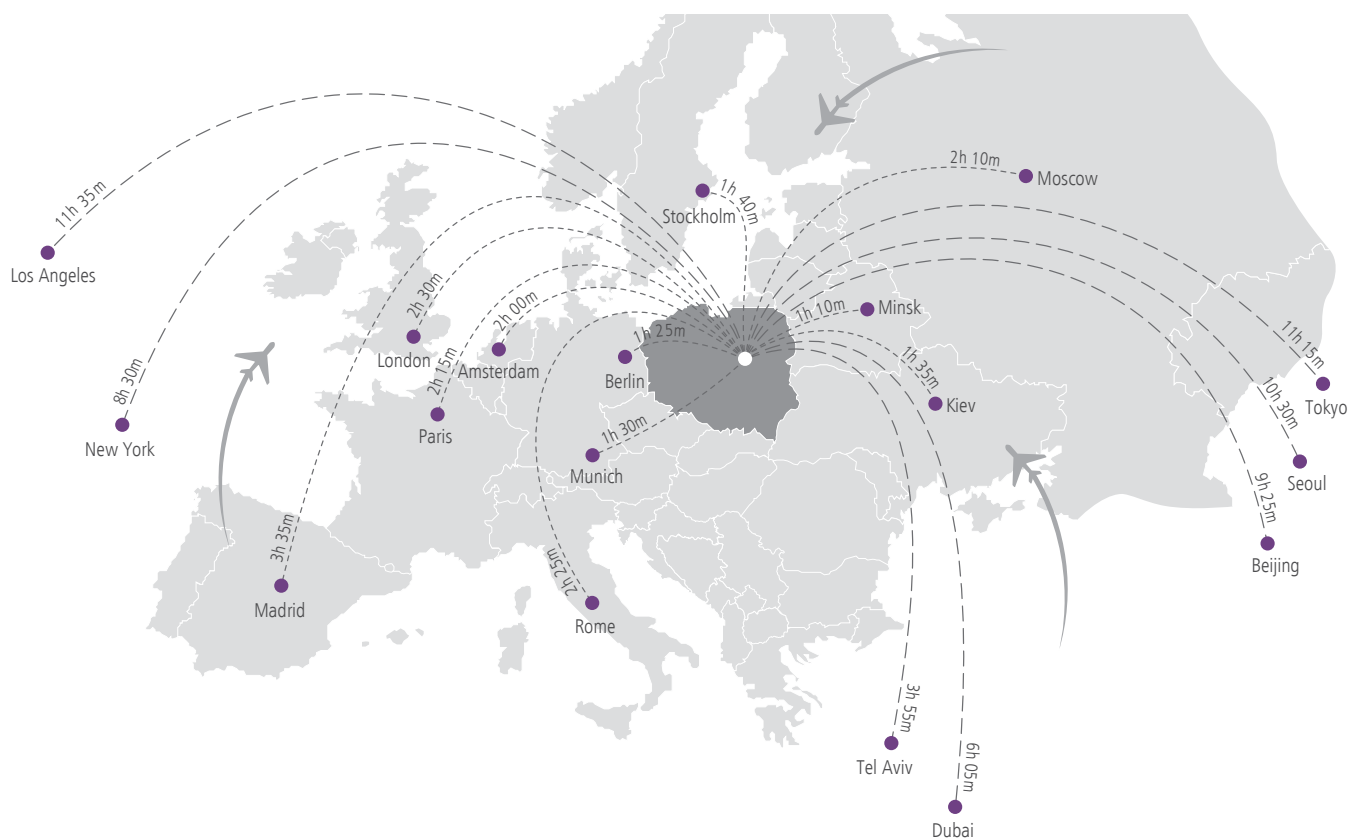 11h 35m
Los Angeles
8h 30m
New York
2h 30m
London
2h 00m
Amsterdam
2h 15m
Paris
3h 35m
Madrid
1h 40m
Stockholm
1h 25m
Berlin
1h 30m
Munich
2h 25m
Rome
2h 10m
Moscow
1h 10m
Minsk
1h 35m
Kiev
11h 15m
Tokyo
10h 30m
Seoul
9h 25m
Beijing
3h 55m
Tel Aviv
6h 05m
Dubai